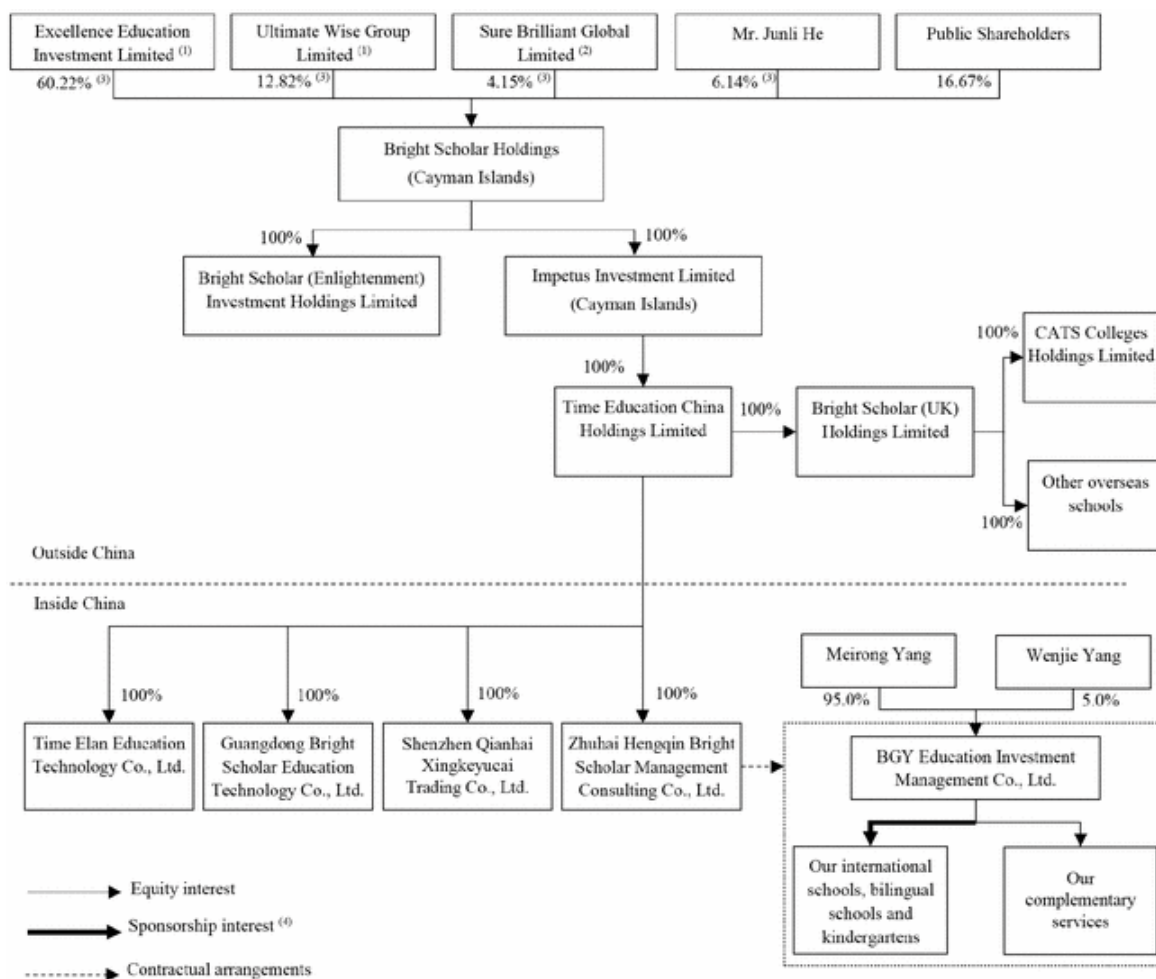 Excellence Education
Investment Limited (1)
Ultimate Wise Group
Limited (1)
Sure Brilliant Global
Limited (2)
Mr. Junli He
Public Shareholders
60.22% (3)
12.82% (3)
4.15% (3)
6.14% (3)
16.67%
Bright Scholar Holdings
(Cayman Islands)
100%
100%
Bright Scholar (Enlightenment)
Investment Holdings Limited
Impetus Investment Limited
(Cayman Islands)
100%
CATS Colleges
Holdings Limited
100%
Time Education China
Holdings Limited
100%
Bright Scholar (UK)
Holdings Limited
Other overseas
schools
100%
Outside China
Inside China
Meirong Yang
Wenjie Yang
95.0%
5.0%
100%
100%
100%
100%
Time Elan Education
Technology Co., Ltd.
Guangdong Bright
Scholar Education
Technology Co., Ltd.
Shenzhen Qianhai
Xingkeyucai
Trading Co., Ltd.
Zhuhai Hengqin Bright
Scholar Management
Consulting Co., Ltd.
BGY Education Investment
Management Co., Ltd.
Our international
schools, bilingual
schools and
kindergartens
Our
complementary
services
Equity interest
Sponsorship interest (4)
Contractual arrangements